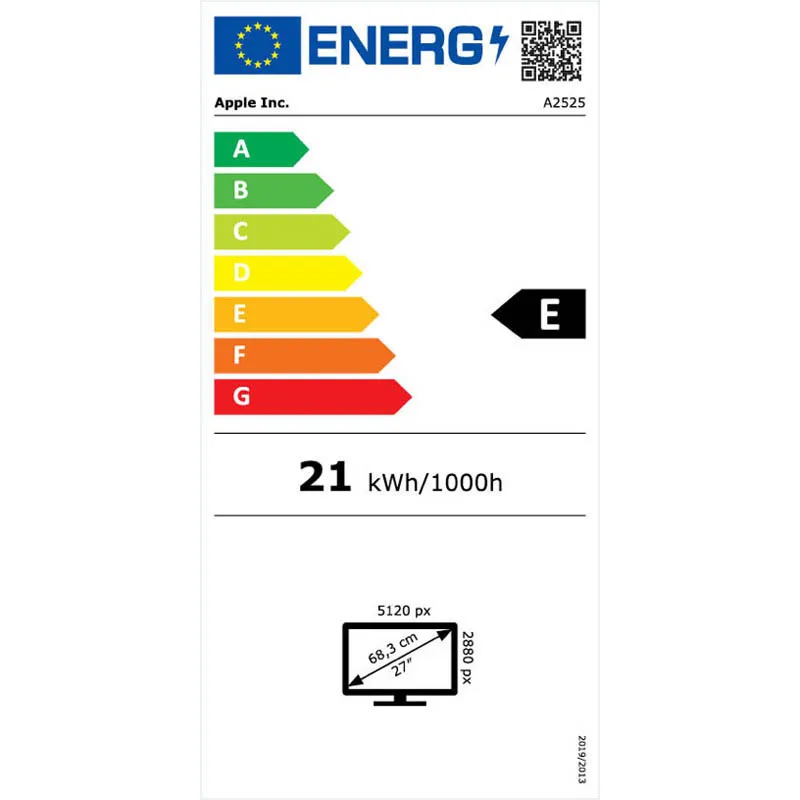 ENERG
Apple Inc. A2525
A
B
C
D
E
E
F
G
21 kWh/1000h
5120 px
68,3 cm
27″
2880 px
2019/2013